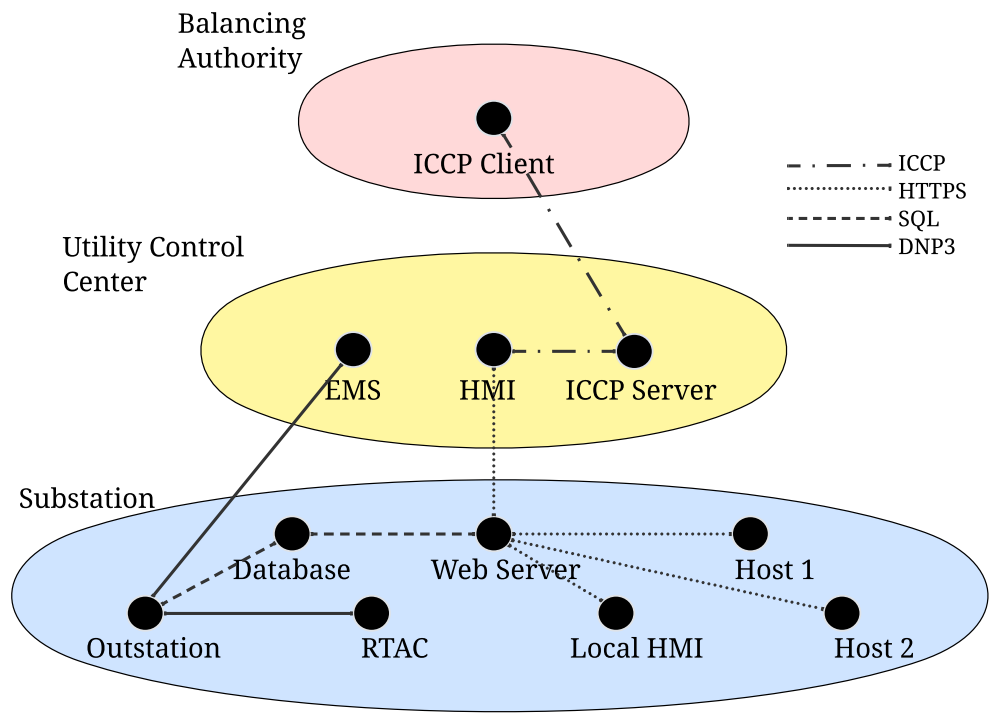 Balancing
Authority
ICCP Client
ICCP
HTTPS
SQL
DNP3
Utility Control
Center
EMS
HMI
ICCP Server
Substation
Database
Web Server
Host 1
Outstation
RTAC
Local HMI
Host 2